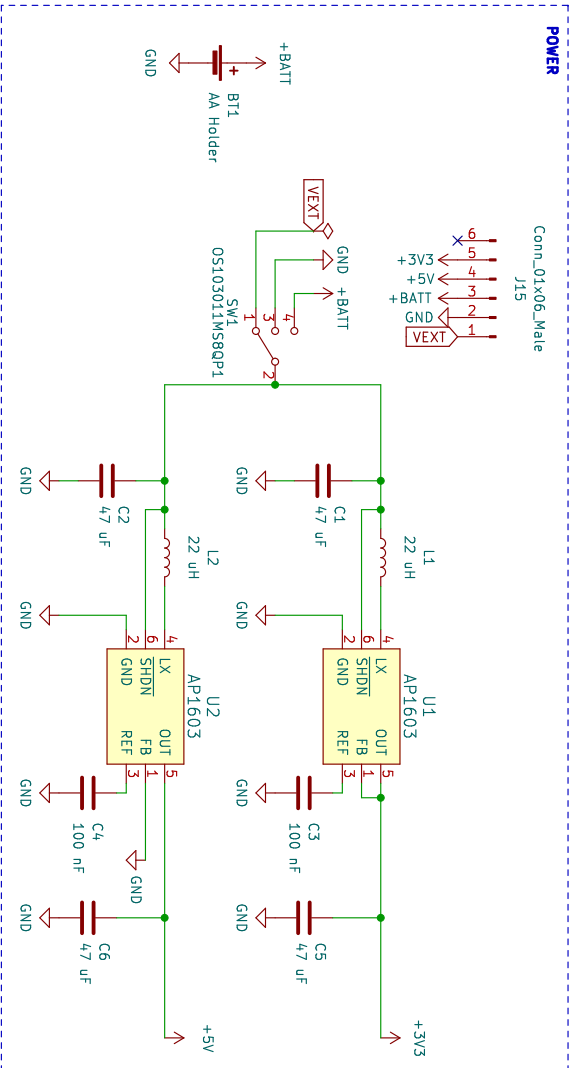 POWER
+BATT
BT1
AA Holder
GND
Conn_01x06_Male
J15
6
5
4
3
2
1
+3V3
+5V
+BATT
GND
VEXT
VEXT
GND
+BATT
1
3
4
2
SW1
OS103011MS8QP1
C1
47 uF
GND
L1
22 uH
GND
U1
AP1603
4
6
2
LX
SHDN
GND
OUT
FB
REF
5
1
3
C3
100 nF
GND
C5
47 uF
GND
+3V3
C2
47 uF
GND
L2
22 uH
GND
U2
AP1603
4
6
2
LX
SHDN
GND
OUT
FB
REF
5
1
3
C4
100 nF
GND
GND
C6
47 uF
GND
+5V